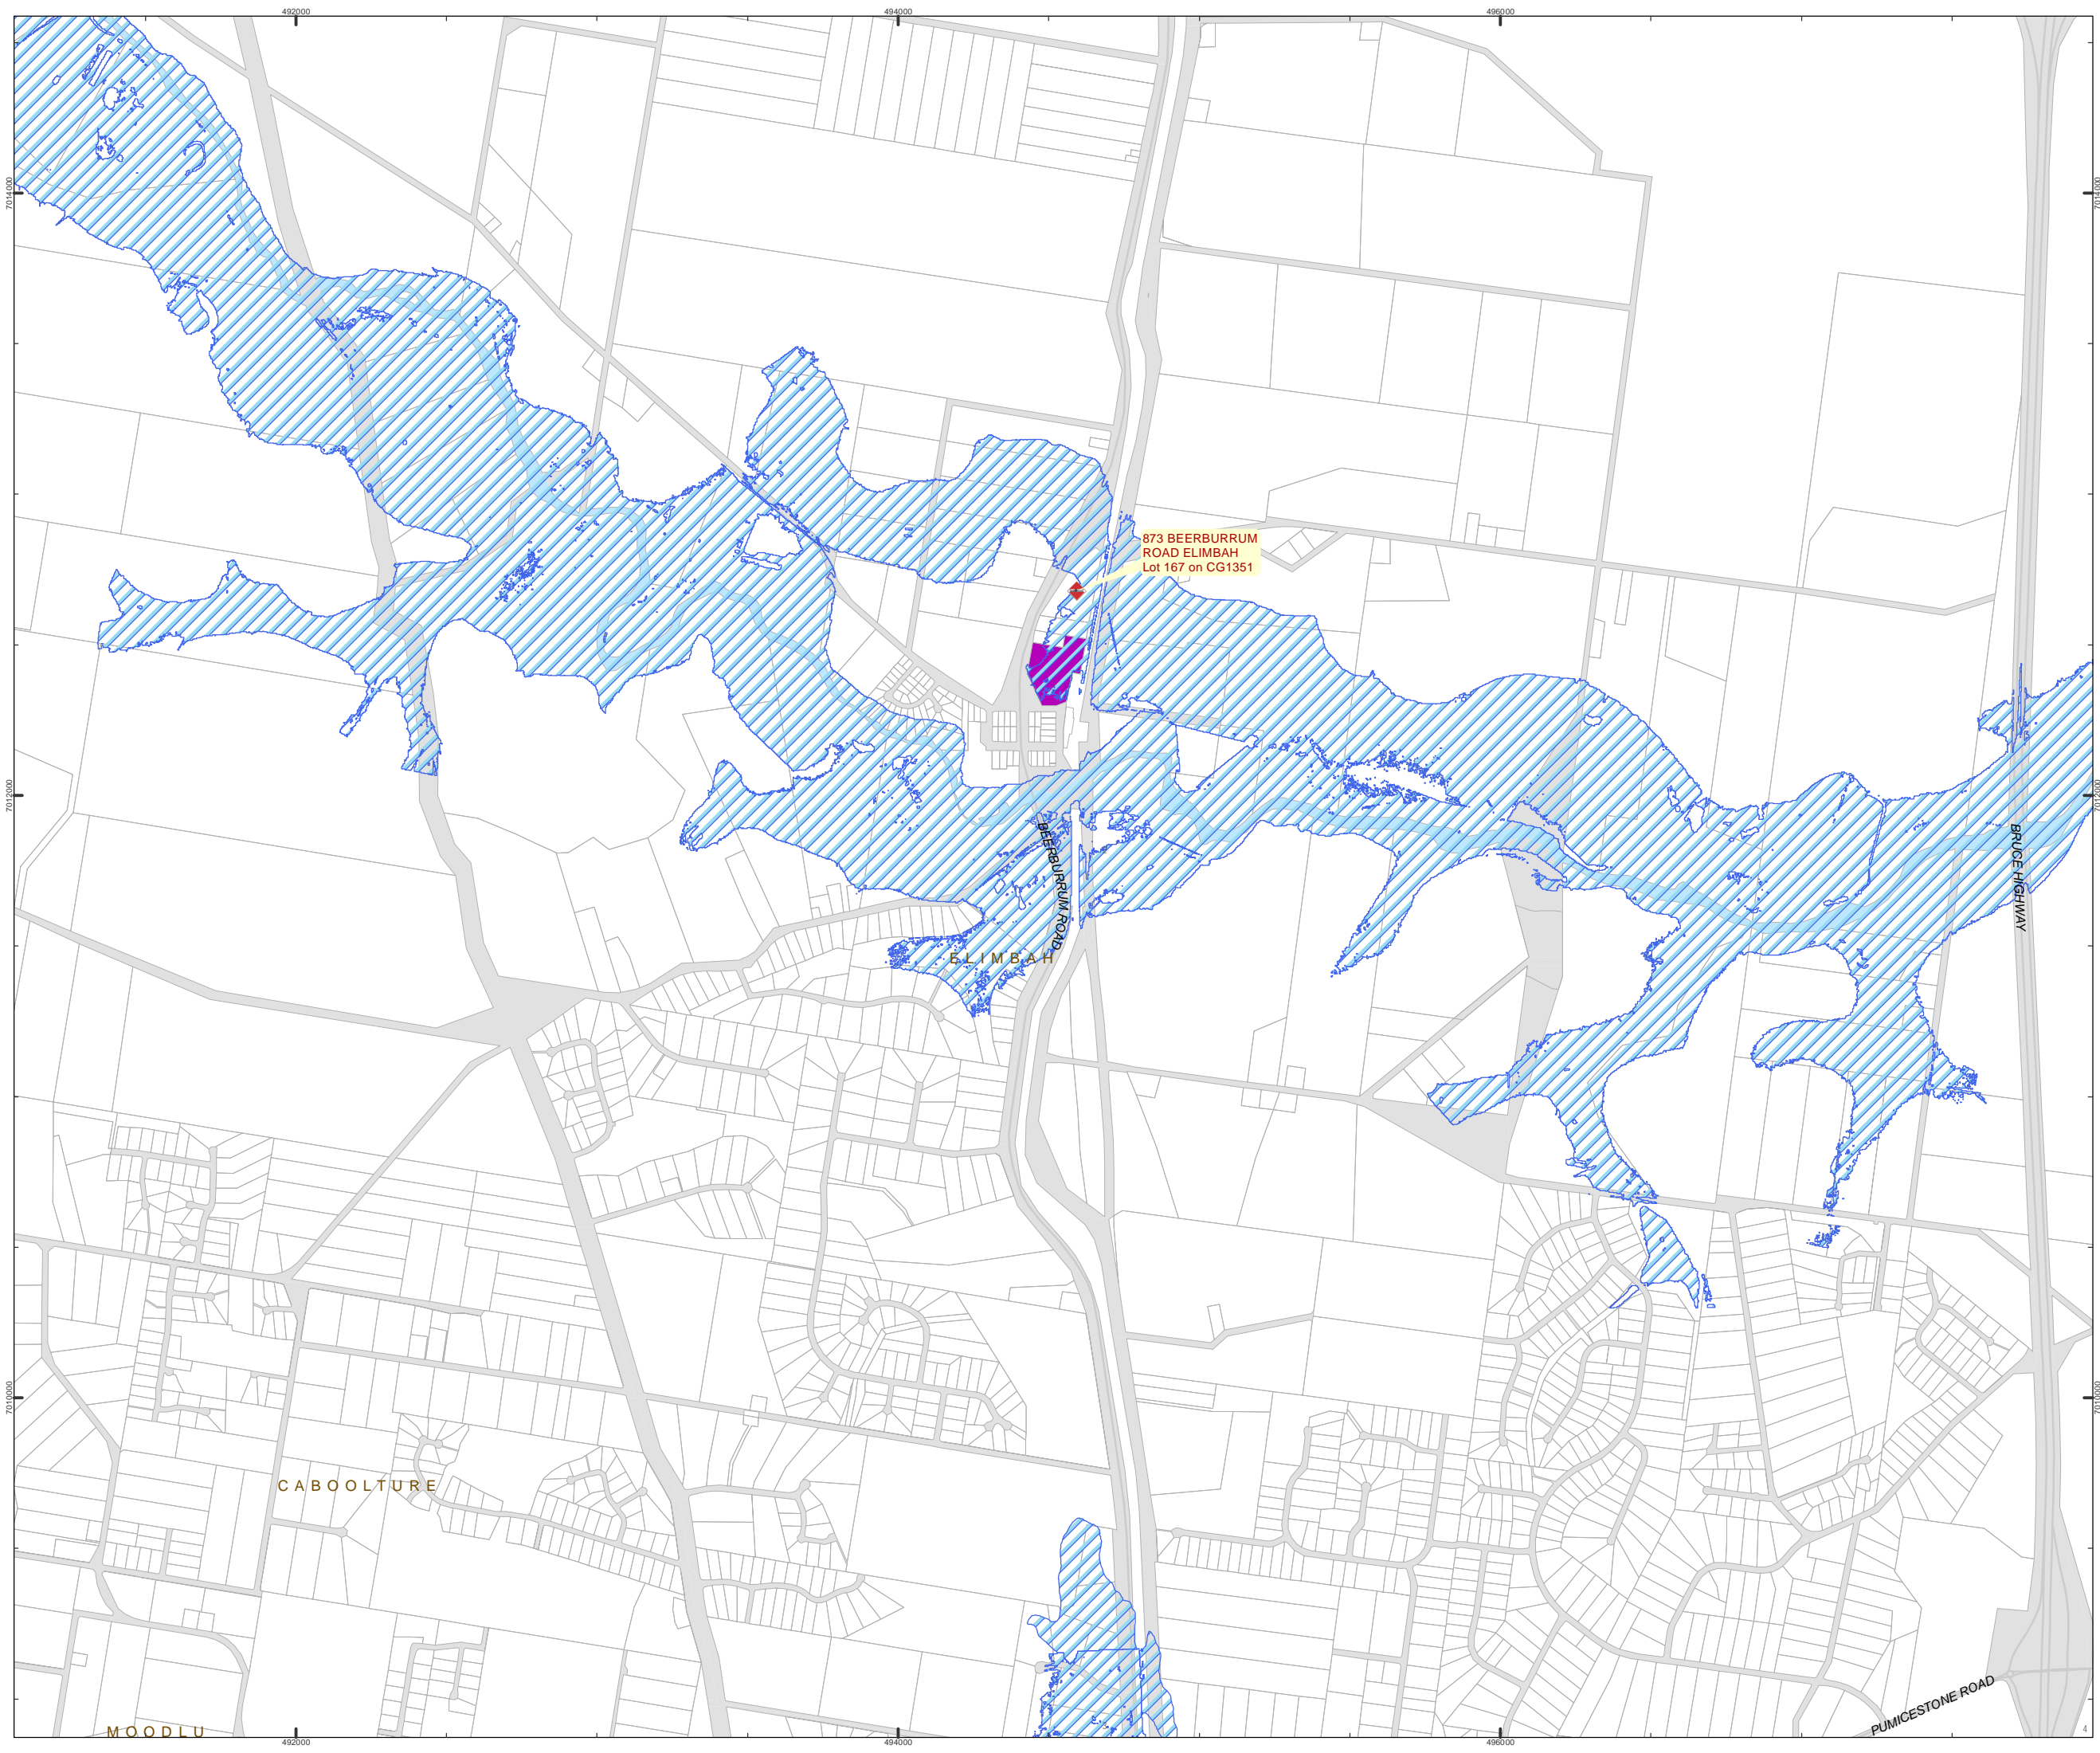 492000
494000
496000
7014000
7014000
873 BEERBURRUM
ROAD ELIMBAH
Lot 167 on CG1351
7012000
7012000
BEERBURRUM ROAD
BRUCE HIGHWAY
ELIMBAH
7010000
7010000
CABOOLTURE
PUMICESTONE ROAD
MOODLU
4
492000
494000
496000